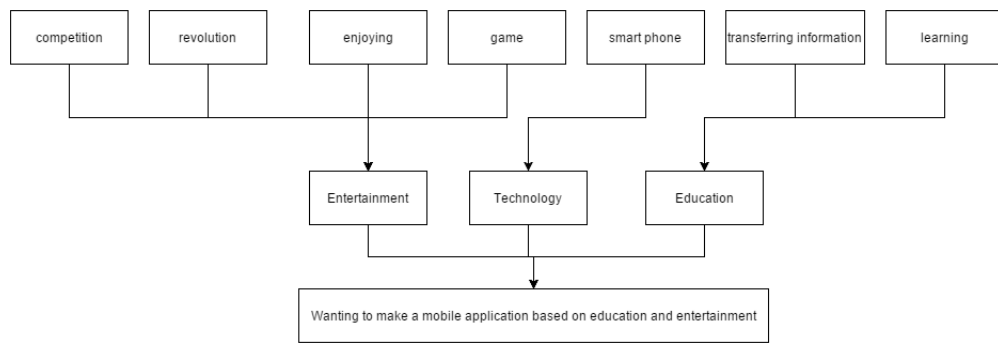 competition
revolution
enjoying
game
smart phone
transferring information
learning
Entertainment
Technology
Education
Wanting to make a mobile application based on education and entertainment